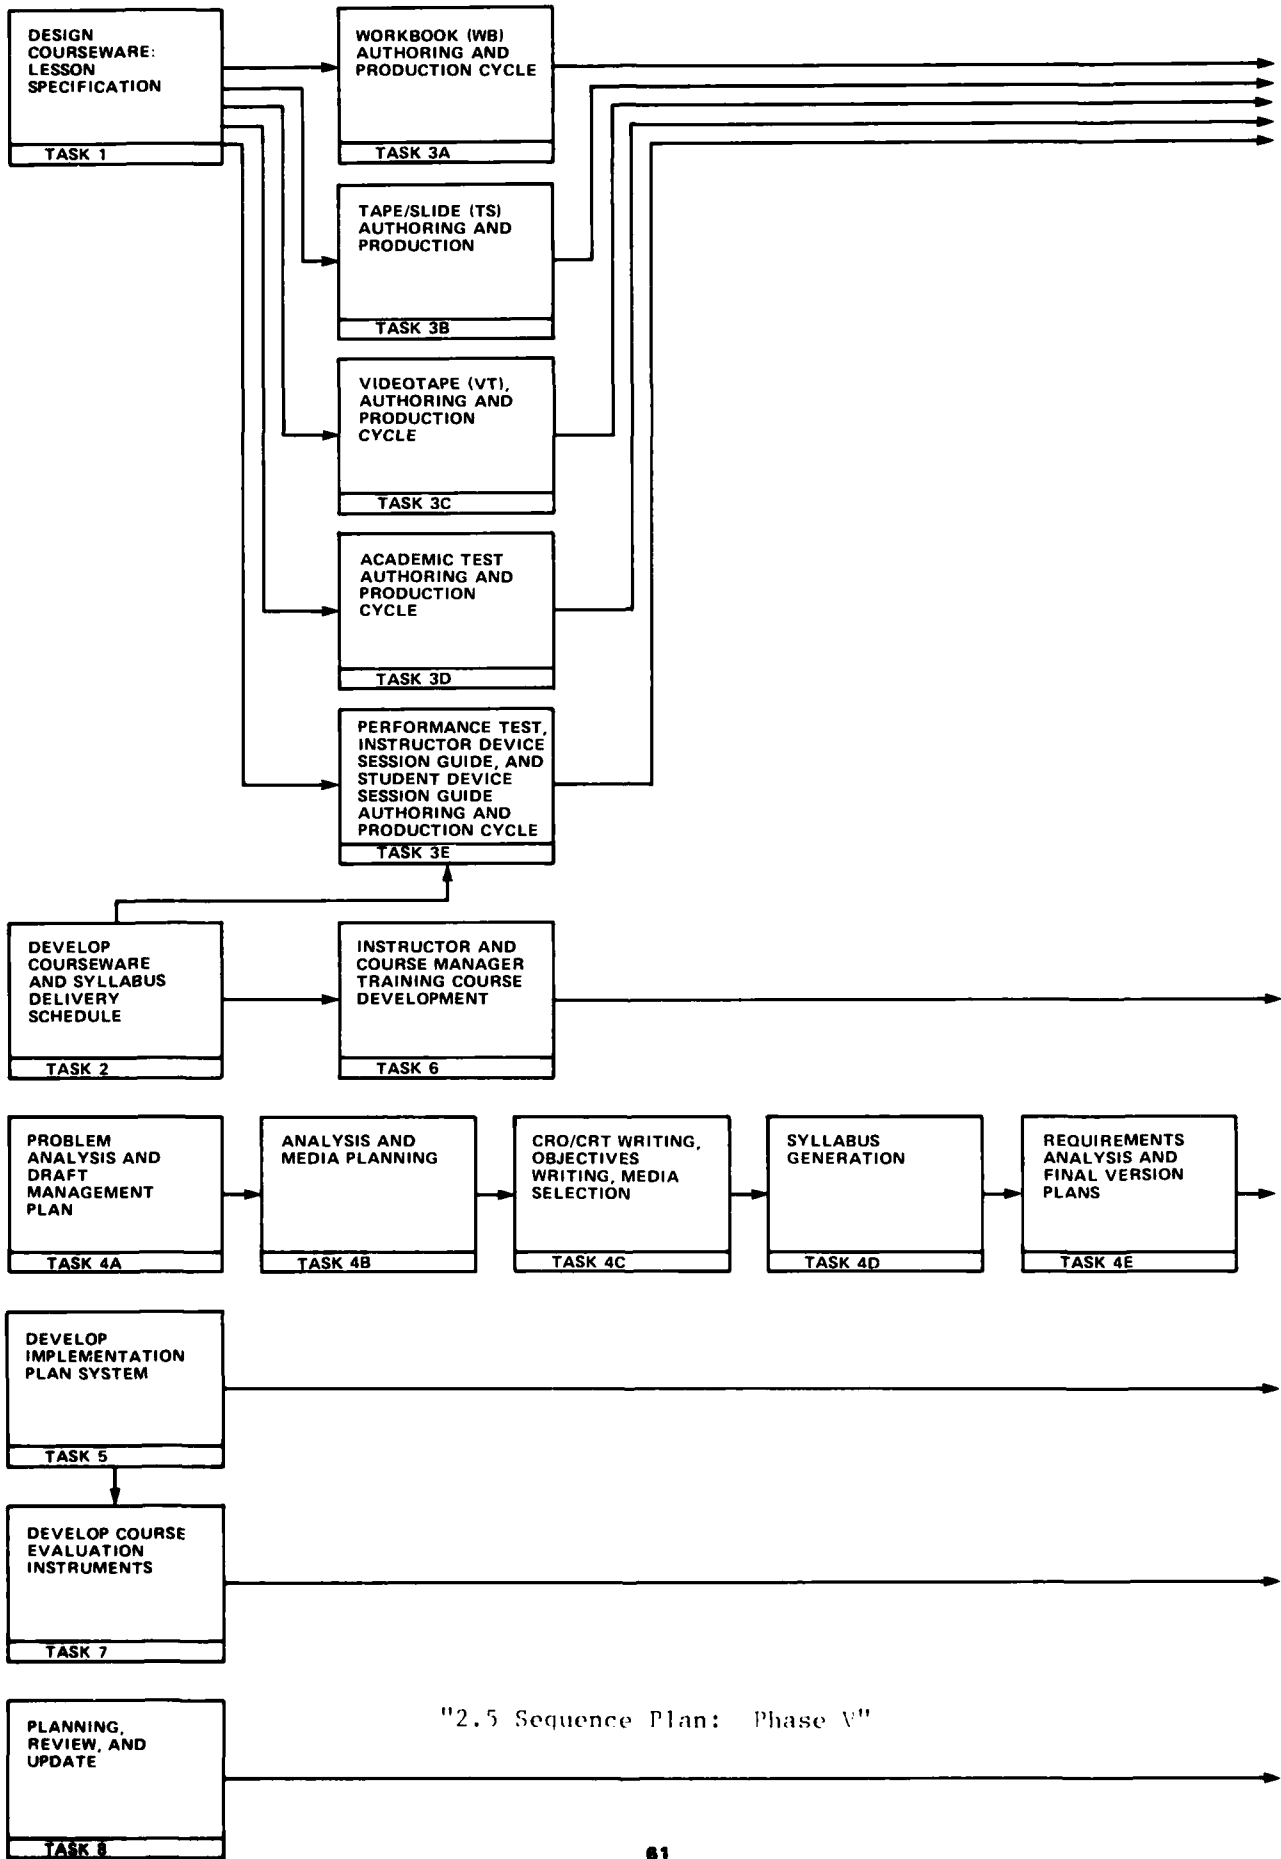 DESIGN
COURSEWARE:
LESSON
SPECIFICATION
TASK 1
WORKBOOK (WB)
AUTHORING AND
PRODUCTION CYCLE
TASK 3A
TAPE/SLIDE (TS)
AUTHORING AND
PRODUCTION
TASK 3B
VIDEOTAPE (VT),
AUTHORING AND
PRODUCTION
CYCLE
TASK 3C
ACADEMIC TEST
AUTHORING AND
PRODUCTION
CYCLE
TASK 3D
PERFORMANCE TEST,
INSTRUCTOR DEVICE
SESSION GUIDE, AND
STUDENT DEVICE
SESSION GUIDE
AUTHORING AND
PRODUCTION CYCLE
TASK 3E
DEVELOP
COURSEWARE
AND SYLLABUS
DELIVERY
SCHEDULE
TASK 2
INSTRUCTOR AND
COURSE MANAGER
TRAINING COURSE
DEVELOPMENT
TASK 6
PROBLEM
ANALYSIS AND
DRAFT
MANAGEMENT
PLAN
TASK 4A
ANALYSIS AND
MEDIA PLANNING
TASK 4B
CRO/CRT WRITING,
OBJECTIVES
WRITING, MEDIA
SELECTION
TASK 4C
SYLLABUS
GENERATION
TASK 4D
REQUIREMENTS
ANALYSIS AND
FINAL VERSION
PLANS
TASK 4E
DEVELOP
IMPLEMENTATION
PLAN SYSTEM
TASK 5
DEVELOP COURSE
EVALUATION
INSTRUMENTS
TASK 7
PLANNING,
REVIEW, AND
UPDATE
TASK 8
"2.5 Sequence Plan: Phase V"
61